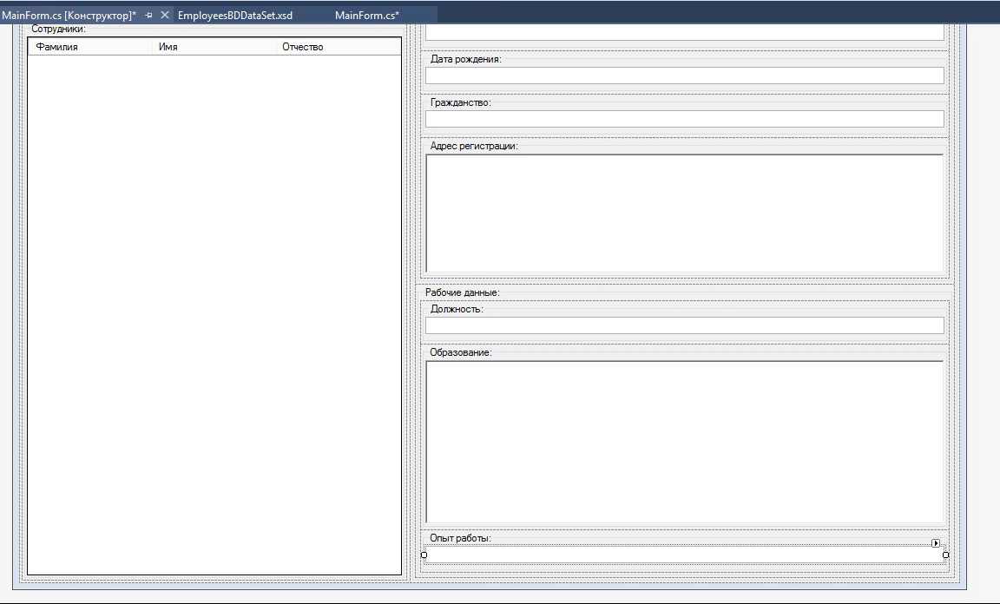 MainForm.cs [Конструктор]* EmployeesBDDataSet.xsd MainForm.cs*
Сотрудники:
Фамилия Имя Отчество
Дата рождения:
Гражданство:
Адрес регистрации:
Рабочие данные:
Должность:
Образование:
Опыт работы: